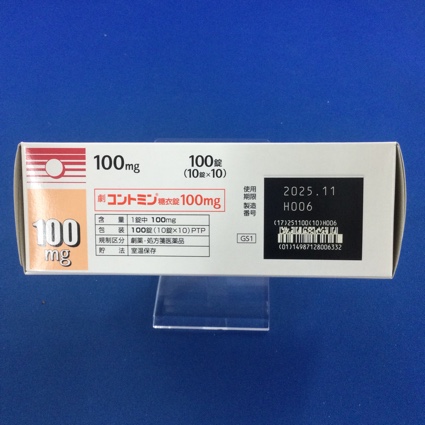 100mg 100錠
(10錠×10)
劇 コントミン糖衣錠100mg
含量 1錠中 100mg
包装 100錠(10錠×10)PTP
規制区分 劇薬・処方箋医薬品
貯法 室温保存
100
mg
使用
期限
製造
番号
2025.11
H006
(17)251100(10)H006
(01)14987128006332
GS1